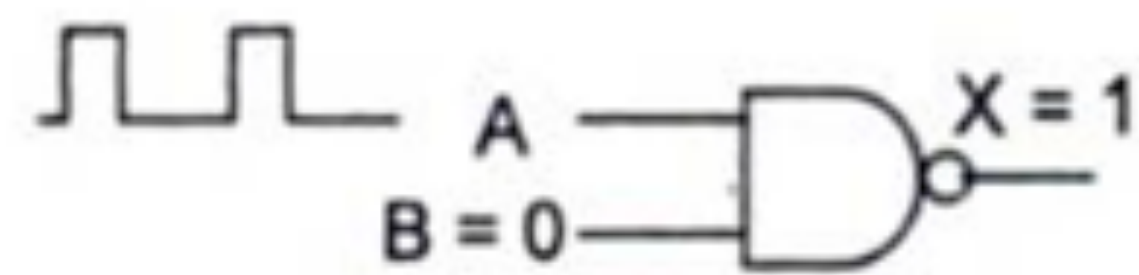 X = 1
A
B = 0